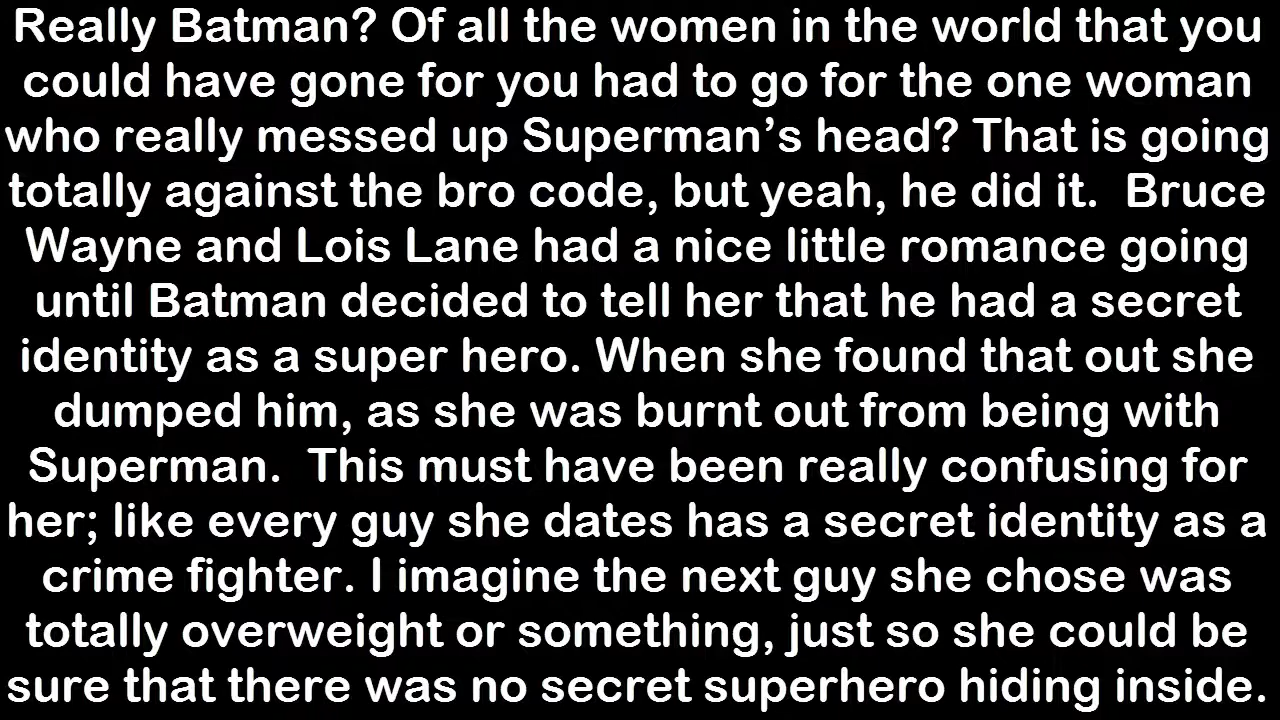 Really Batman? Of all the women in the world that you
could have gone for you had to go for the one woman
who really messed up Superman’s head? That is going
totally against the bro code, but yeah, he did it.  Bruce
Wayne and Lois Lane had a nice little romance going
until Batman decided to tell her that he had a secret
identity as a super hero. When she found that out she
dumped him, as she was burnt out from being with
Superman.  This must have been really confusing for
her; like every guy she dates has a secret identity as a
crime fighter. I imagine the next guy she chose was
totally overweight or something, just so she could be
sure that there was no secret superhero hiding inside.